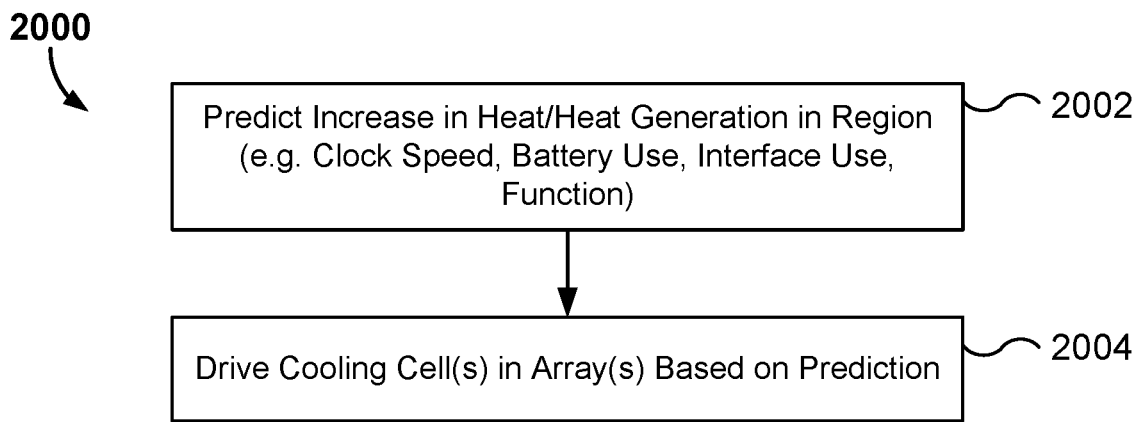 2000
Predict Increase in Heat/Heat Generation in Region
(e.g. Clock Speed, Battery Use, Interface Use,
Function)
2002
Drive Cooling Cell(s) in Array(s) Based on Prediction
2004